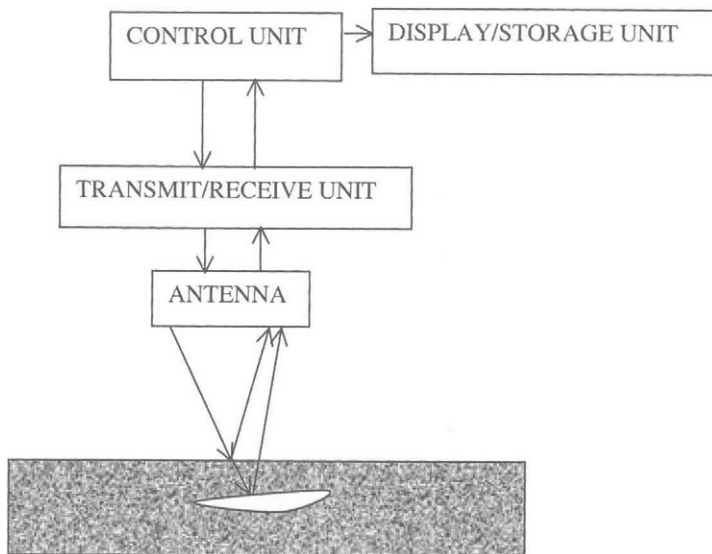 CONTROL UNIT
DISPLAY/STORAGE UNIT
TRANSMIT/RECEIVE UNIT
ANTENNA